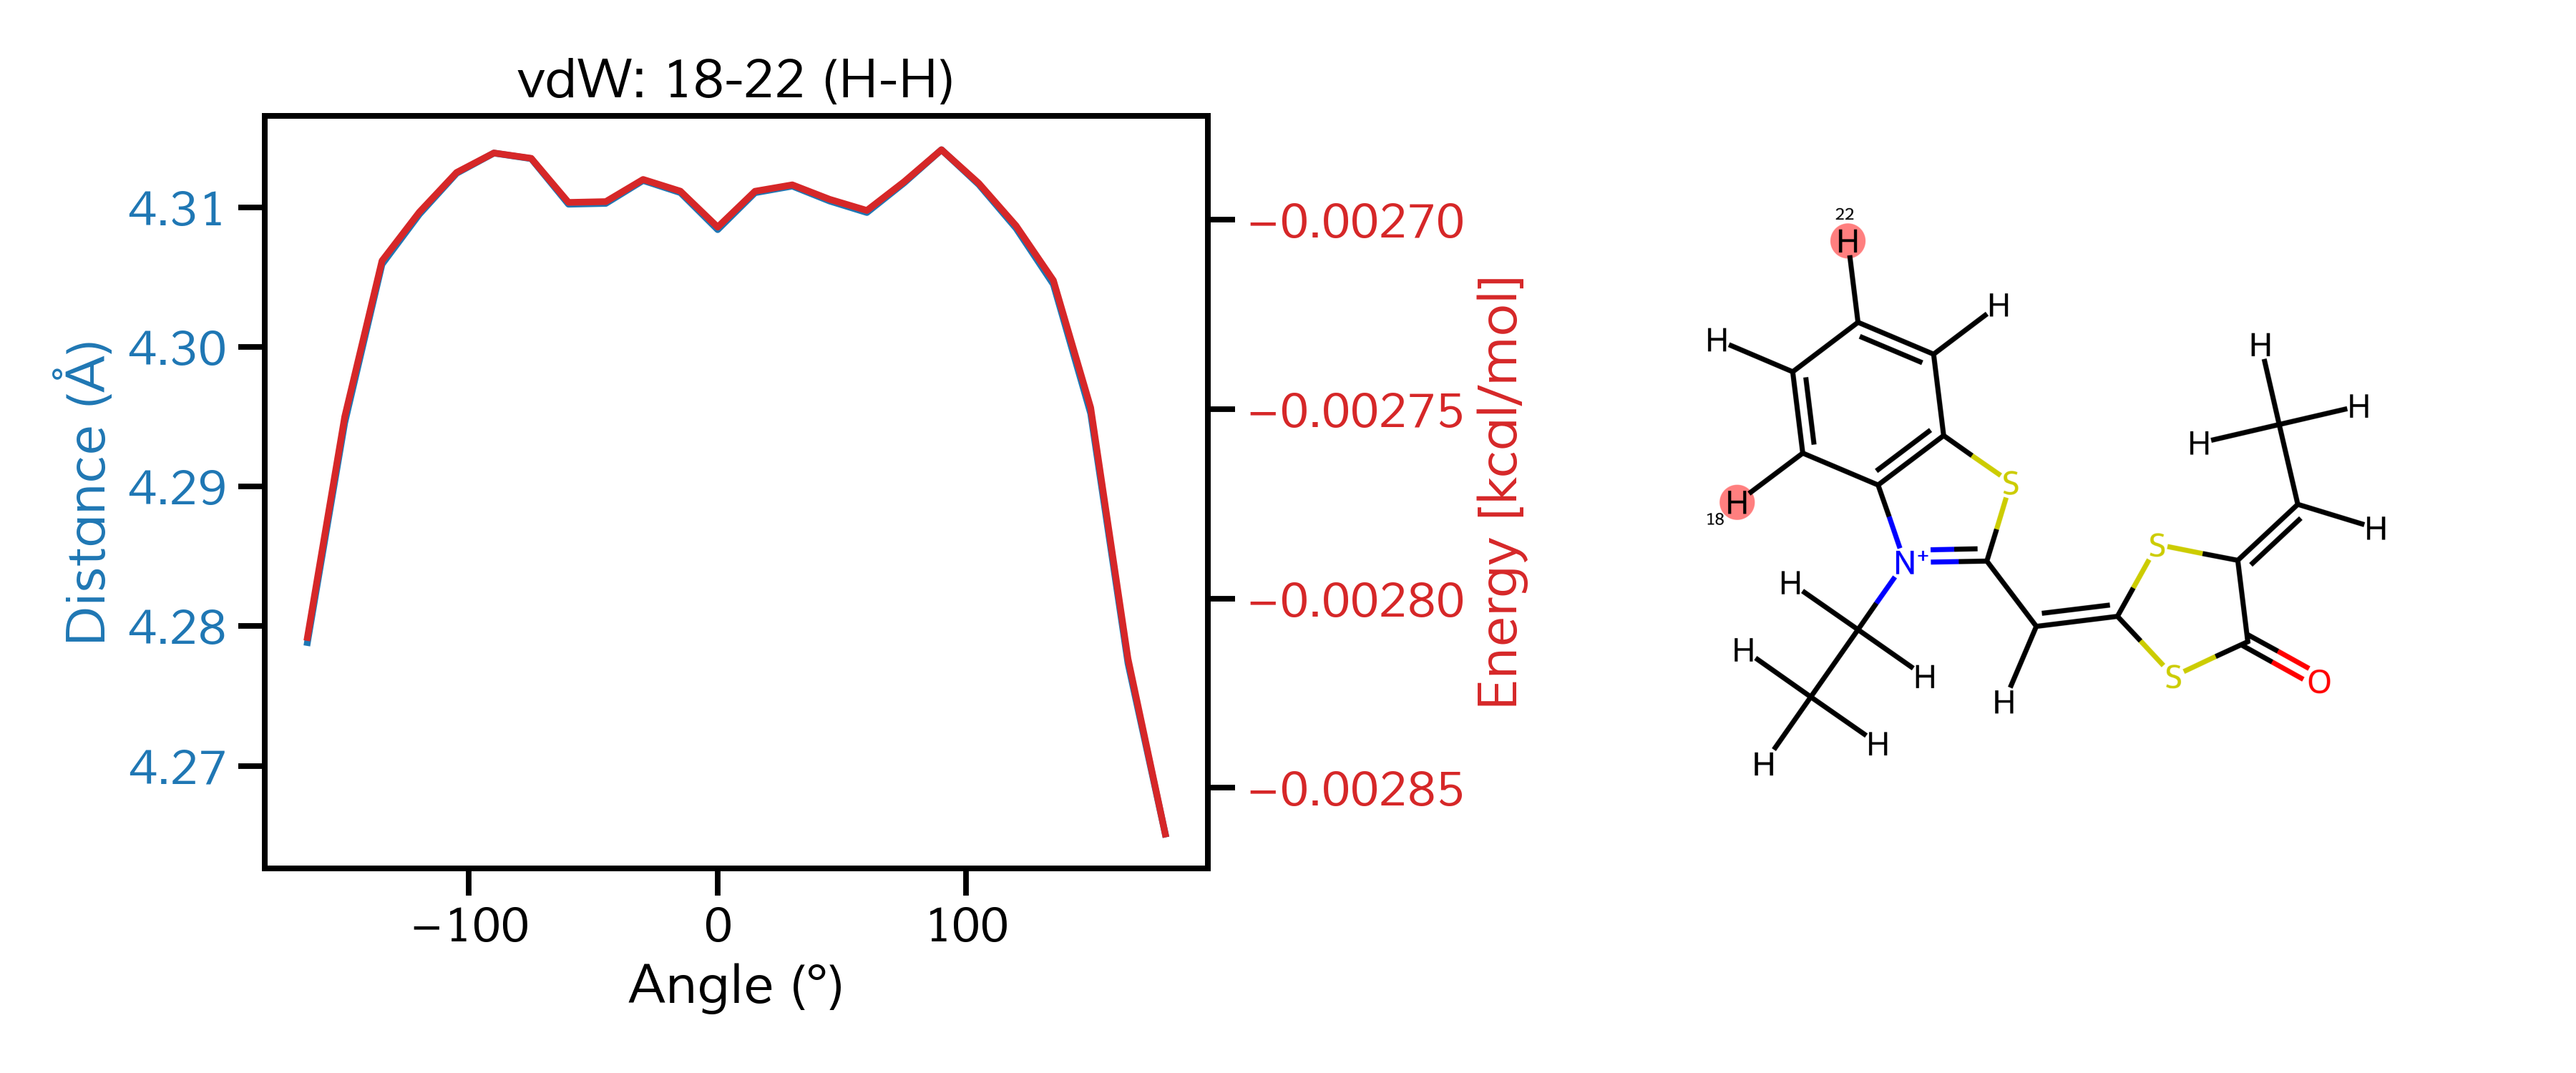 vdW: 18-22 (H-H)
4.31
4.30
4.29
4.28
4.27
Distance (Å)
−0.00270
−0.00275
−0.00280
−0.00285
Energy [kcal/mol]
−100
0
100
Angle (°)
22
H
H
H
H
H
H
S
H
18
H
S
N+
H
H
S
O
H
H
H
H
H